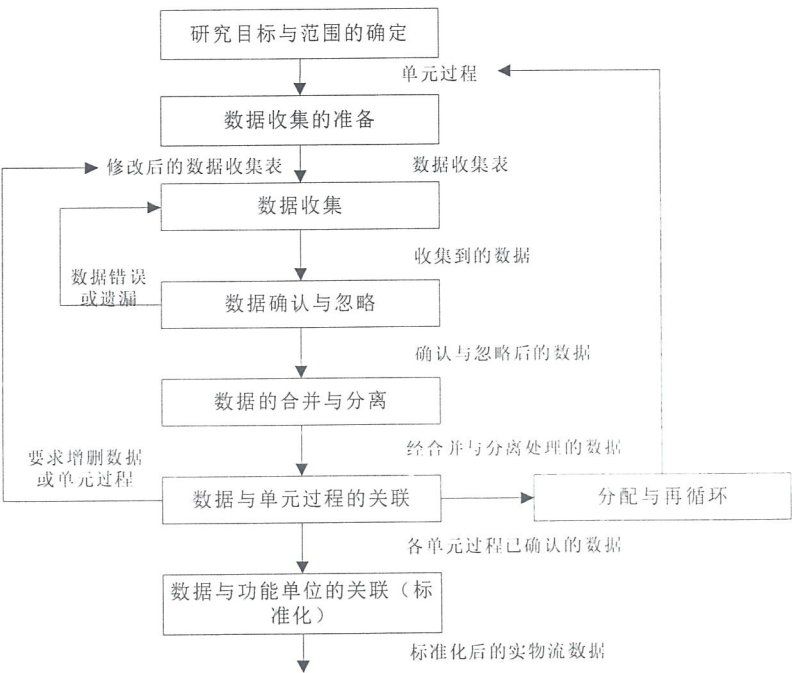 研究目标与范围的确定
单元过程
数据收集的准备
修改后的数据收集表
数据收集表
数据收集
收集到的数据
数据错误
或遗漏
数据确认与忽略
确认与忽略后的数据
数据的合并与分离
经合并与分离处理的数据
要求增删数据
或单元过程
数据与单元过程的关联
分配与再循环
各单元过程已确认的数据
数据与功能单位的关联（标
准化）
标准化后的实物流数据